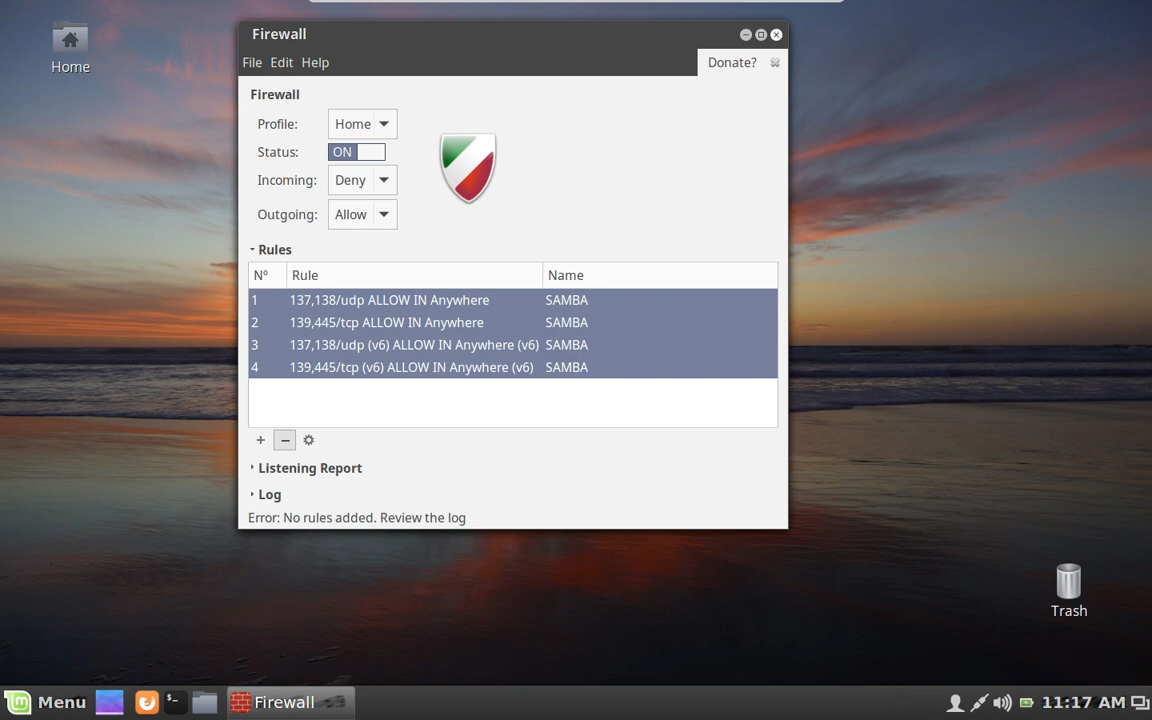 Home
Firewall
File Edit Help
Donate?
Firewall
Profile: Home
Status: ON
Incoming: Deny
Outgoing: Allow
Rules
Nº Rule Name
1 137,138/udp ALLOW IN Anywhere SAMBA
2 139,445/tcp ALLOW IN Anywhere SAMBA
3 137,138/udp (v6) ALLOW IN Anywhere (v6) SAMBA
4 139,445/tcp (v6) ALLOW IN Anywhere (v6) SAMBA
Listening Report
Log
Error: No rules added. Review the log
Trash
Menu $_ Firewall 11:17 AM